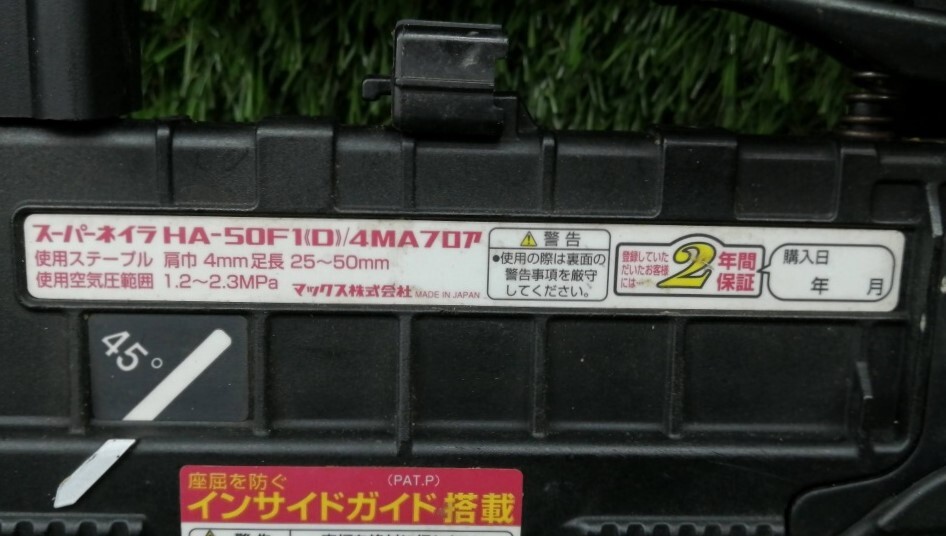 スーパーネイラ HA-50F1(D)/4MAフロア
使用ステープル 肩巾 4mm足長 25〜50mm
使用空気圧範囲 1.2〜2.3MPa
マックス株式会社 MADE IN JAPAN
⚠警告
●使用の際は裏面の
警告事項を厳守
してください。
登録していた
だいたお客様
には…
2年間
保証
購入日
年 月
45°
座屈を防ぐ (PAT.P)
インサイドガイド搭載
⚠警告